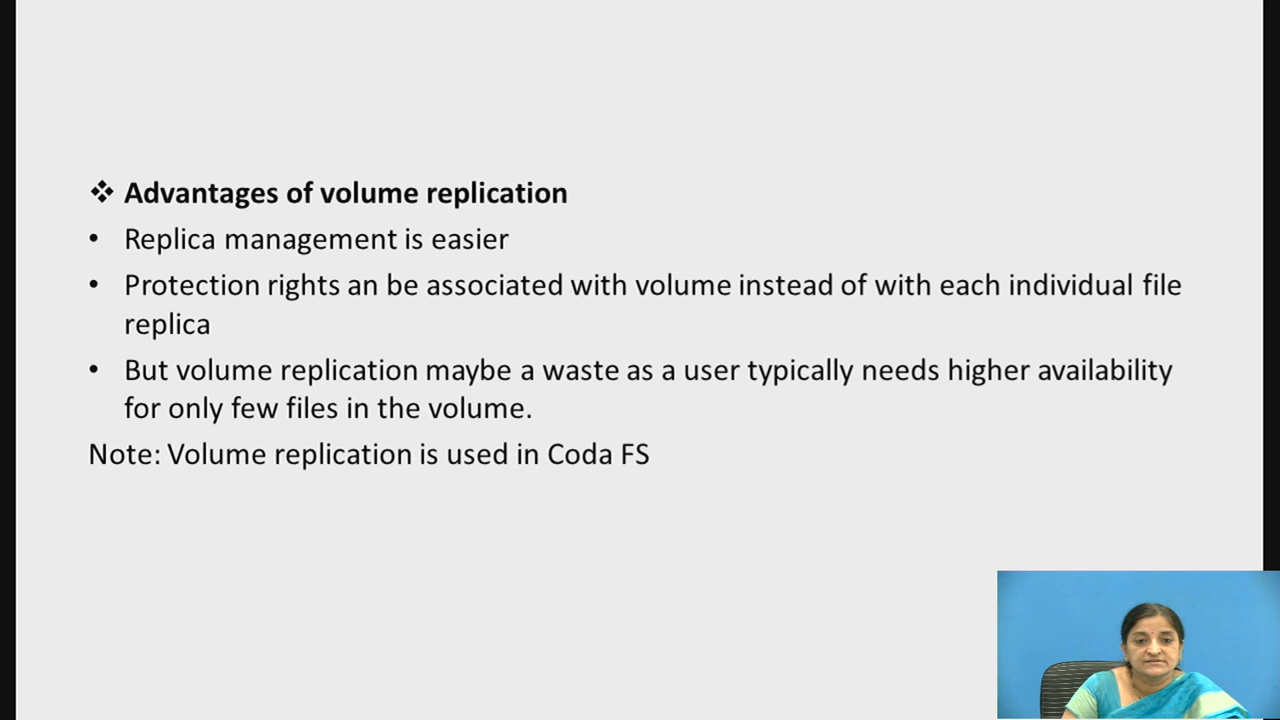 ❖ Advantages of volume replication
• Replica management is easier
• Protection rights an be associated with volume instead of with each individual file
replica
• But volume replication maybe a waste as a user typically needs higher availability
for only few files in the volume.
Note: Volume replication is used in Coda FS